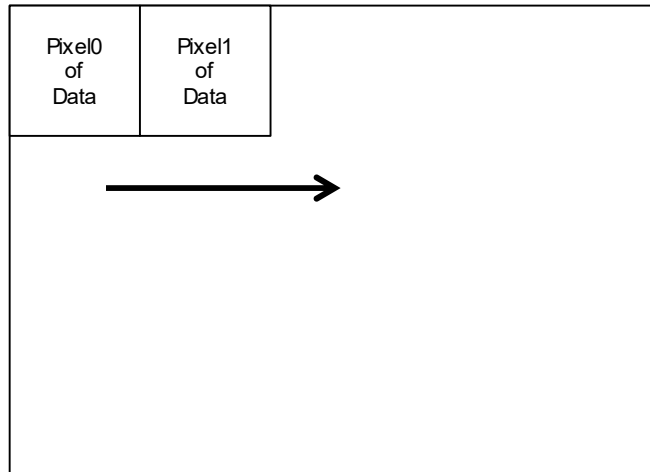 Pixel0
of
Data
Pixel1
of
Data